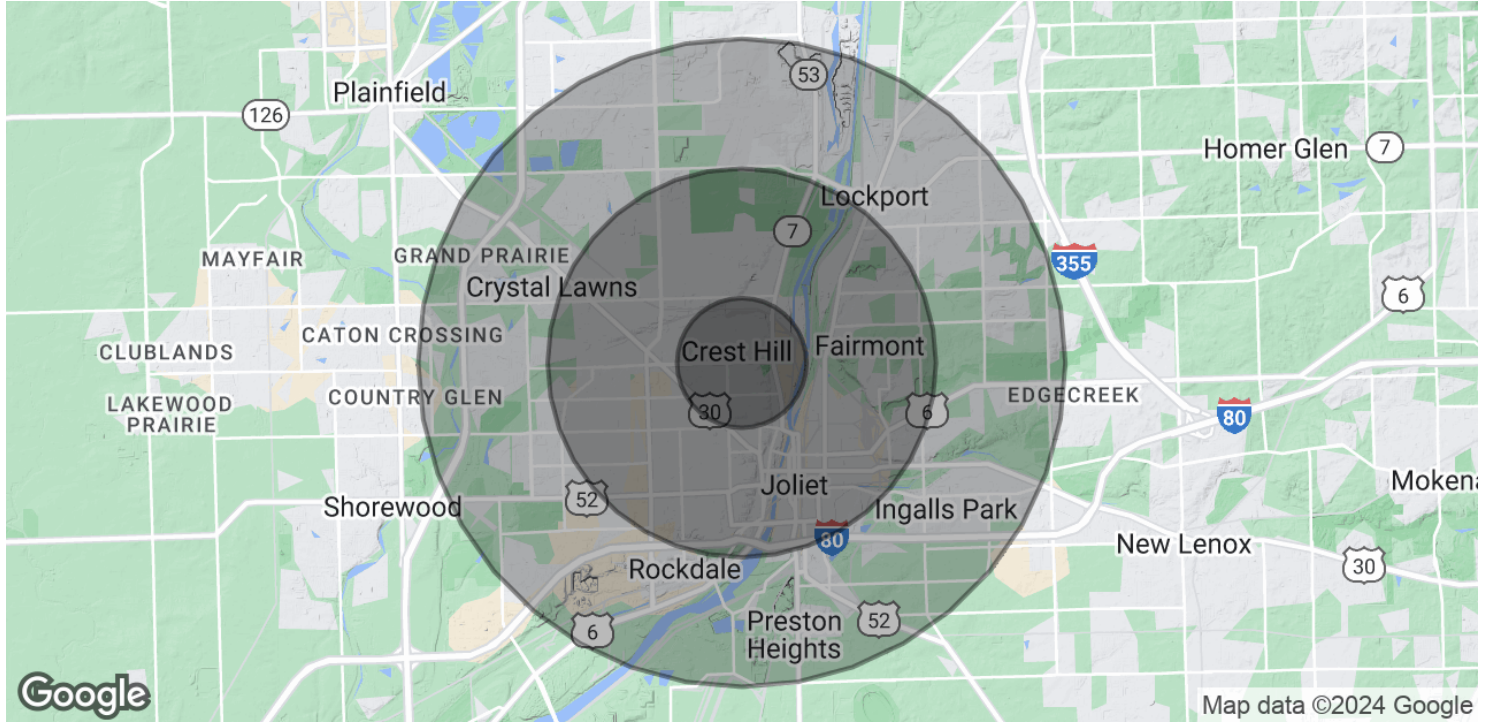 53
Plainfield
126
Homer Glen
7
Lockport
7
MAYFAIR
GRAND PRAIRIE
355
Crystal Lawns
6
CATON CROSSING
Fairmont
CLUBLANDS
Crest Hill
COUNTRY GLEN
EDGECREEK
LAKEWOOD
PRAIRIE
30
6
80
Joliet
Mokena
52
Shorewood
Ingalls Park
80
New Lenox
Rockdale
30
Preston
Heights
52
6
Google
Map data ©2024 Google